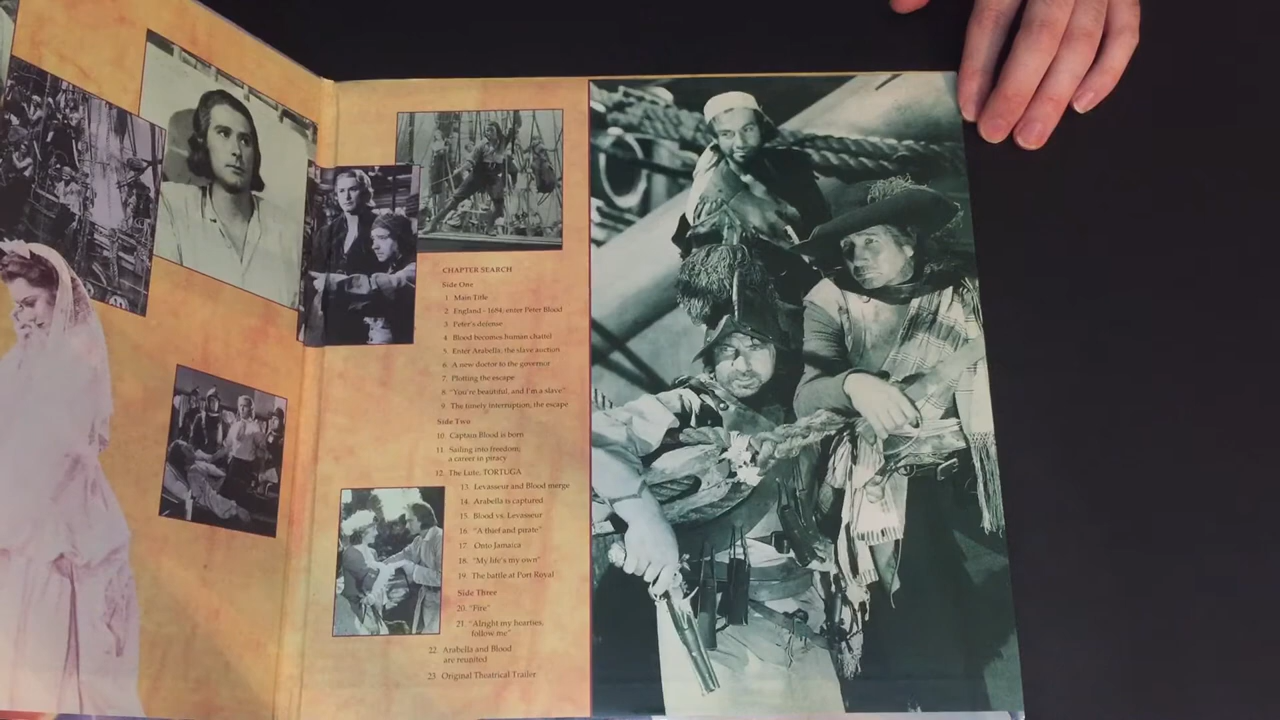 CHAPTER SEARCH
Side One
1 Main Title
2 England - 1684, enter Peter Blood
3 Peter's defense
4 Blood becomes human chattel
5 Enter Arabella, the slave auction
6 A new doctor to the governor
7. Plotting the escape
8. "You're beautiful, and I'm a slave"
9. The timely interruption, the escape
Side Two
10. Captain Blood is born
11. Sailing into freedom,
a career in piracy
12. The Lute, TORTUGA
13. Levasseur and Blood merge
14. Arabella is captured
15. Blood vs. Levasseur
16. "A thief and pirate"
17. Onto Jamaica
18. "My life's my own"
19. The battle at Port Royal
Side Three
20. "Fire"
21. "Alright my hearties,
follow me"
22. Arabella and Blood
are reunited
23. Original Theatrical Trailer